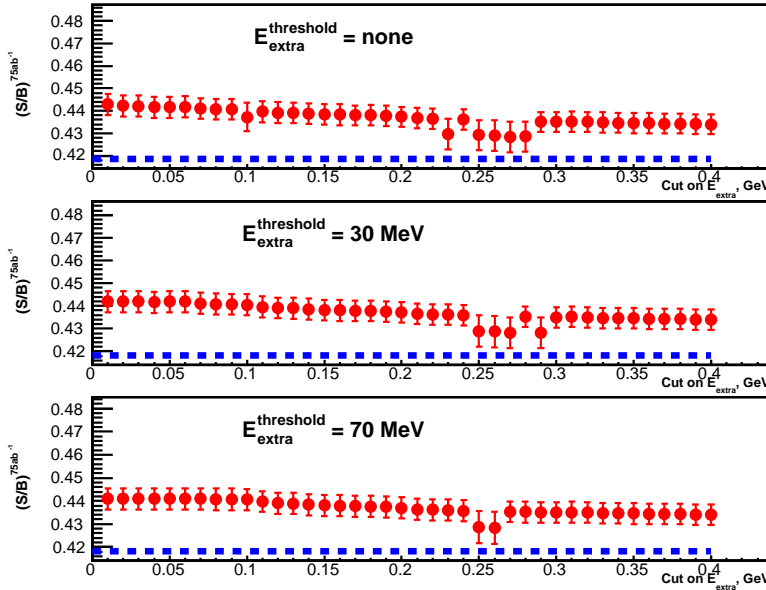 E_extra^threshold = none
(S/B)^75ab^-1
0.48
0.47
0.46
0.45
0.44
0.43
0.42
0 0.05 0.1 0.15 0.2 0.25 0.3 0.35 0.4
Cut on E_extra, GeV
E_extra^threshold = 30 MeV
(S/B)^75ab^-1
0.48
0.47
0.46
0.45
0.44
0.43
0.42
0 0.05 0.1 0.15 0.2 0.25 0.3 0.35 0.4
Cut on E_extra, GeV
E_extra^threshold = 70 MeV
(S/B)^75ab^-1
0.48
0.47
0.46
0.45
0.44
0.43
0.42
0 0.05 0.1 0.15 0.2 0.25 0.3 0.35 0.4
Cut on E_extra, GeV